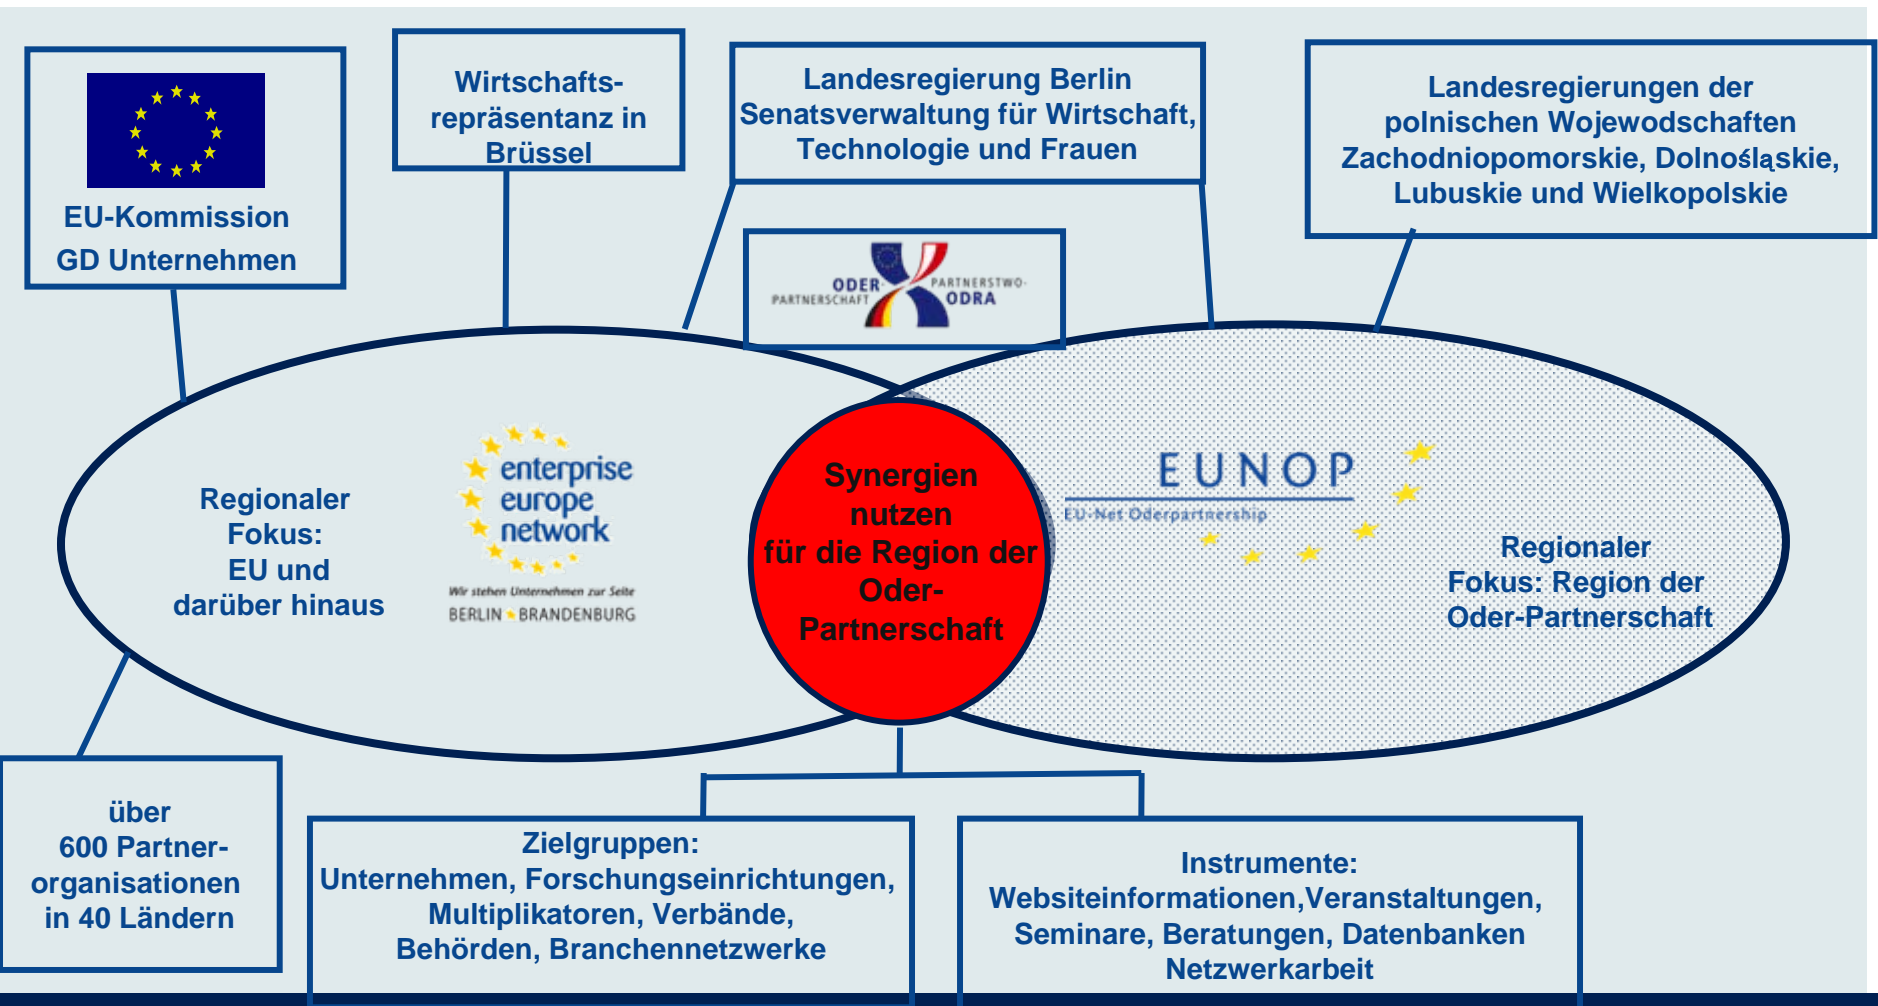 EU-Kommission
GD Unternehmen
Wirtschafts-
repräsentanz in
Brüssel
Landesregierung Berlin
Senatsverwaltung für Wirtschaft,
Technologie und Frauen
Landesregierungen der
polnischen Wojewodschaften
Zachodniopomorskie, Dolnośląskie,
Lubuskie und Wielkopolskie
ODER-
PARTNERSCHAFT
PARTNERSTWO-
ODRA
Regionaler
Fokus:
EU und
darüber hinaus
enterprise
europe
network
Wir stehen Unternehmen zur Seite
BERLIN BRANDENBURG
Synergien
nutzen
für die Region der
Oder-
Partnerschaft
EUNOP
EU-Net Oderpartnership
Regionaler
Fokus: Region der
Oder-Partnerschaft
über
600 Partner-
organisationen
in 40 Ländern
Zielgruppen:
Unternehmen, Forschungseinrichtungen,
Multiplikatoren, Verbände,
Behörden, Branchennetzwerke
Instrumente:
Websiteinformationen,Veranstaltungen,
Seminare, Beratungen, Datenbanken
Netzwerkarbeit